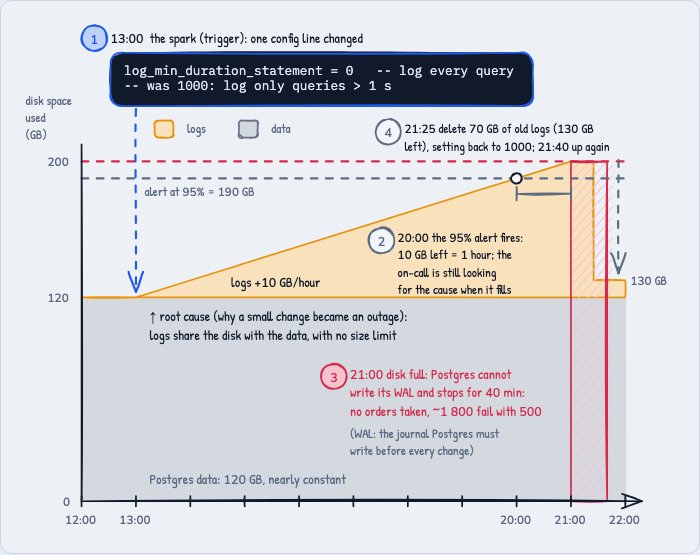 1 13:00 the spark (trigger): one config line changed
log_min_duration_statement = 0 -- log every query
-- was 1000: log only queries > 1 s
disk space
used
(GB)
logs
data
4 21:25 delete 70 GB of old logs (130 GB
left), setting back to 1000; 21:40 up again
200
alert at 95% = 190 GB
2 20:00 the 95% alert fires:
10 GB left = 1 hour; the
on-call is still looking
for the cause when it fills
logs +10 GB/hour
130 GB
120
↑ root cause (why a small change became an outage):
logs share the disk with the data, with no size limit
3 21:00 disk full: Postgres cannot
write its WAL and stops for 40 min:
no orders taken, ~1 800 fail with 500
(WAL: the journal Postgres must
write before every change)
Postgres data: 120 GB, nearly constant
0
12:00 13:00 20:00 21:00 22:00